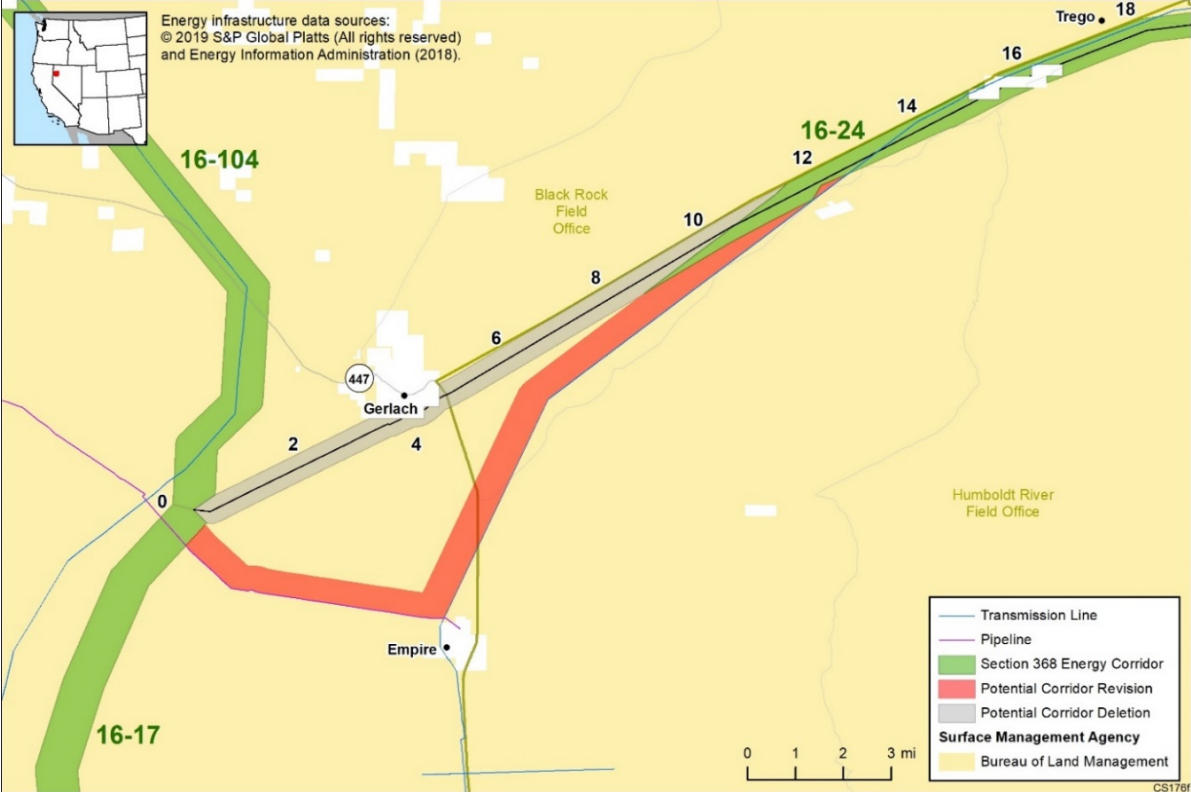 Energy infrastructure data sources:
© 2019 S&P Global Platts (All rights reserved)
and Energy Information Administration (2018).
Trego
18
16
14
16-24
12
16-104
Black Rock
Field
Office
10
8
6
447
Gerlach
4
2
0
Humboldt River
Field Office
Empire
16-17
0 1 2 3 mi
Transmission Line
Pipeline
Section 368 Energy Corridor
Potential Corridor Revision
Potential Corridor Deletion
Surface Management Agency
Bureau of Land Management
CS176f